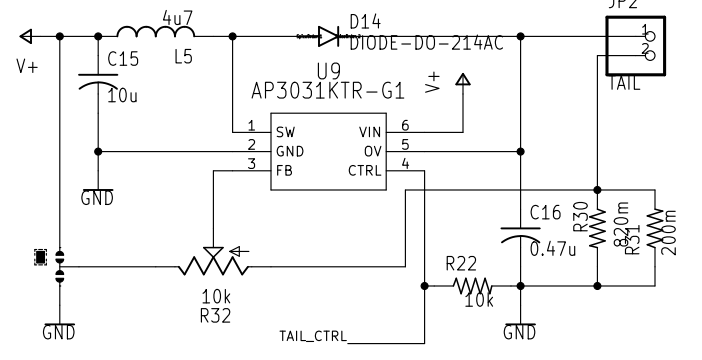 JP2
4u7
D14
DIODE-DO-214AC
V+
C15
L5
10u
U9
AP3031KTR-G1
V+
1
2
TAIL
1 SW VIN 6
2 GND OV 5
3 FB CTRL 4
GND
C16
0.47u
R30
820m
R31
200m
R22
10k
10k
R32
GND
TAIL_CTRL
GND